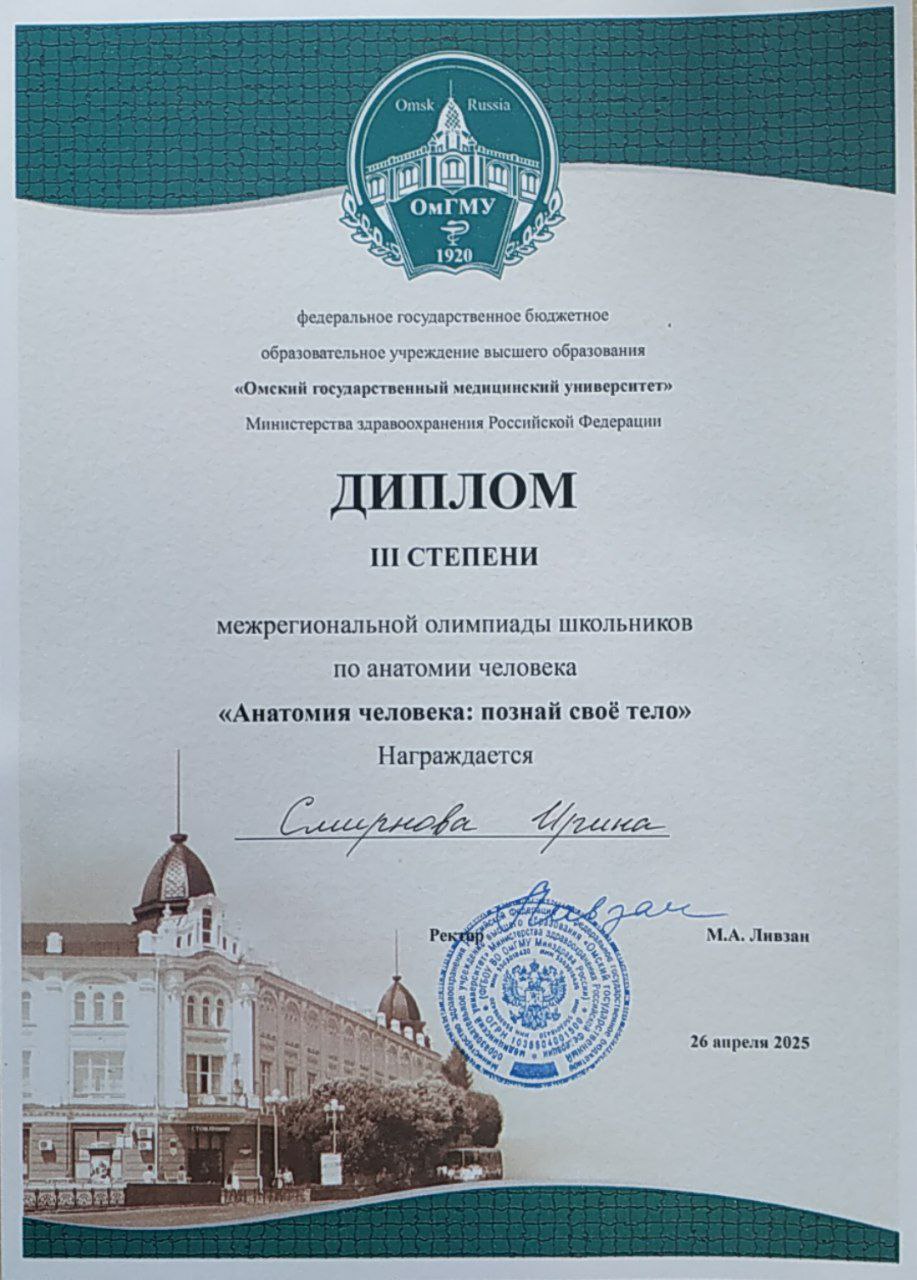 Omsk Russia
ОмГМУ
1920
федеральное государственное бюджетное
образовательное учреждение высшего образования
«Омский государственный медицинский университет»
Министерства здравоохранения Российской Федерации
ДИПЛОМ
III СТЕПЕНИ
межрегиональной олимпиады школьников
по анатомии человека
«Анатомия человека: познай своё тело»
Награждается
Смирнова Ирина
Ректор
М.А. Ливзан
26 апреля 2025